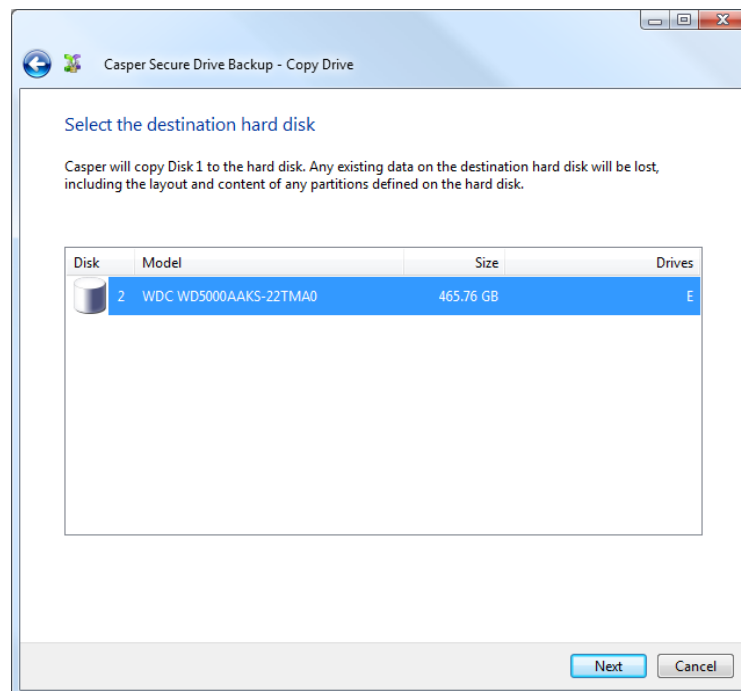 Casper Secure Drive Backup - Copy Drive
Select the destination hard disk
Casper will copy Disk 1 to the hard disk. Any existing data on the destination hard disk will be lost,
including the layout and content of any partitions defined on the hard disk.
Disk Model Size Drives
2 WDC WD5000AAKS-22TMA0 465.76 GB E
Next Cancel